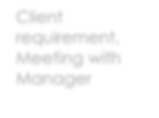 Client
requirement,
Meeting with
Manager